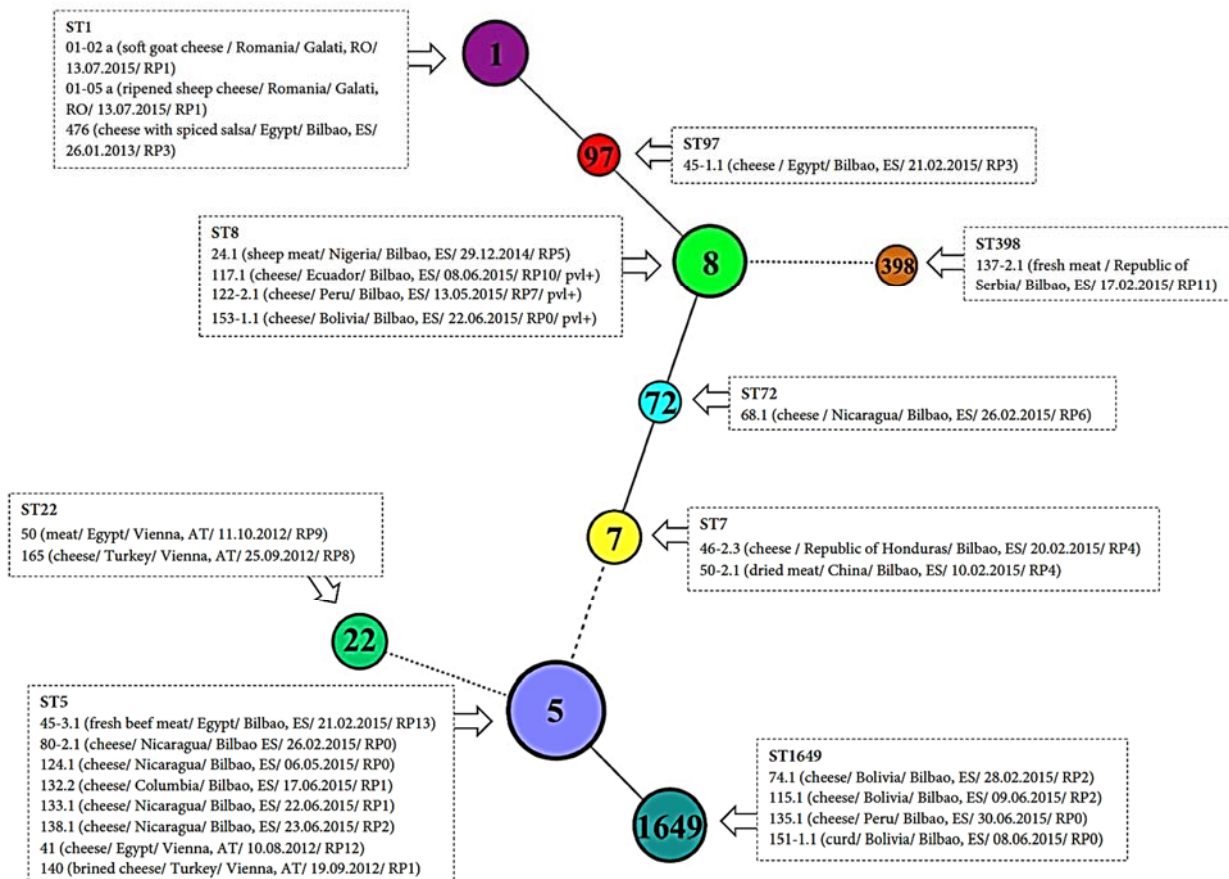 ST1
01-02 a (soft goat cheese / Romania/ Galati, RO/
13.07.2015/ RP1)
01-05 a (ripened sheep cheese/ Romania/ Galati,
RO/ 13.07.2015/ RP1)
476 (cheese with spiced salsa/ Egypt/ Bilbao, ES/
26.01.2013/ RP3)
1
97
ST97
45-1.1 (cheese / Egypt/ Bilbao, ES/ 21.02.2015/ RP3)
ST8
24.1 (sheep meat/ Nigeria/ Bilbao, ES/ 29.12.2014/ RP5)
117.1 (cheese/ Ecuador/ Bilbao, ES/ 08.06.2015/ RP10/ pvl+)
122-2.1 (cheese/ Peru/ Bilbao, ES/ 13.05.2015/ RP7/ pvl+)
153-1.1 (cheese/ Bolivia/ Bilbao, ES/ 22.06.2015/ RP0/ pvl+)
8
398
ST398
137-2.1 (fresh meat / Republic of
Serbia/ Bilbao, ES/ 17.02.2015/ RP11)
72
ST72
68.1 (cheese / Nicaragua/ Bilbao, ES/ 26.02.2015/ RP6)
ST22
50 (meat/ Egypt/ Vienna, AT/ 11.10.2012/ RP9)
165 (cheese/ Turkey/ Vienna, AT/ 25.09.2012/ RP8)
7
ST7
46-2.3 (cheese / Republic of Honduras/ Bilbao, ES/ 20.02.2015/ RP4)
50-2.1 (dried meat/ China/ Bilbao, ES/ 10.02.2015/ RP4)
22
5
ST5
45-3.1 (fresh beef meat/ Egypt/ Bilbao, ES/ 21.02.2015/ RP13)
80-2.1 (cheese/ Nicaragua/ Bilbao ES/ 26.02.2015/ RP0)
124.1 (cheese/ Nicaragua/ Bilbao, ES/ 06.05.2015/ RP0)
132.2 (cheese/ Columbia/ Bilbao, ES/ 17.06.2015/ RP1)
133.1 (cheese/ Nicaragua/ Bilbao, ES/ 22.06.2015/ RP1)
138.1 (cheese/ Nicaragua/ Bilbao, ES/ 23.06.2015/ RP2)
41 (cheese/ Egypt/ Vienna, AT/ 10.08.2012/ RP12)
140 (brined cheese/ Turkey/ Vienna, AT/ 19.09.2012/ RP1)
1649
ST1649
74.1 (cheese/ Bolivia/ Bilbao, ES/ 28.02.2015/ RP2)
115.1 (cheese/ Bolivia/ Bilbao, ES/ 09.06.2015/ RP2)
135.1 (cheese/ Peru/ Bilbao, ES/ 30.06.2015/ RP0)
151-1.1 (curd/ Bolivia/ Bilbao, ES/ 08.06.2015/ RP0)